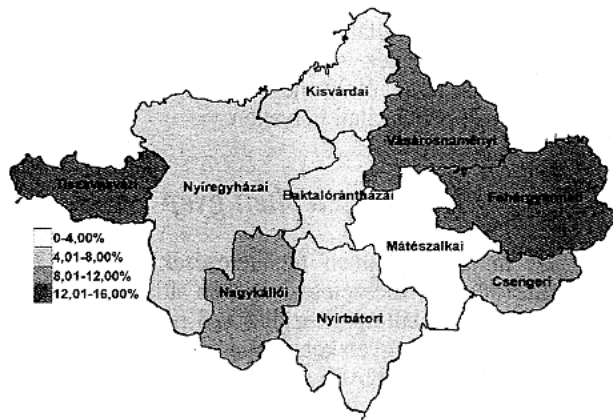 Kisvárdai
Vásárosnaményi
Tiszavasvári
Nyíregyházai
Baktalórántházai
Fehérgyarmati
Mátészalkai
Csengeri
Nagykállói
Nyírbátori
0-4,00%
4,01-8,00%
8,01-12,00%
12,01-16,00%